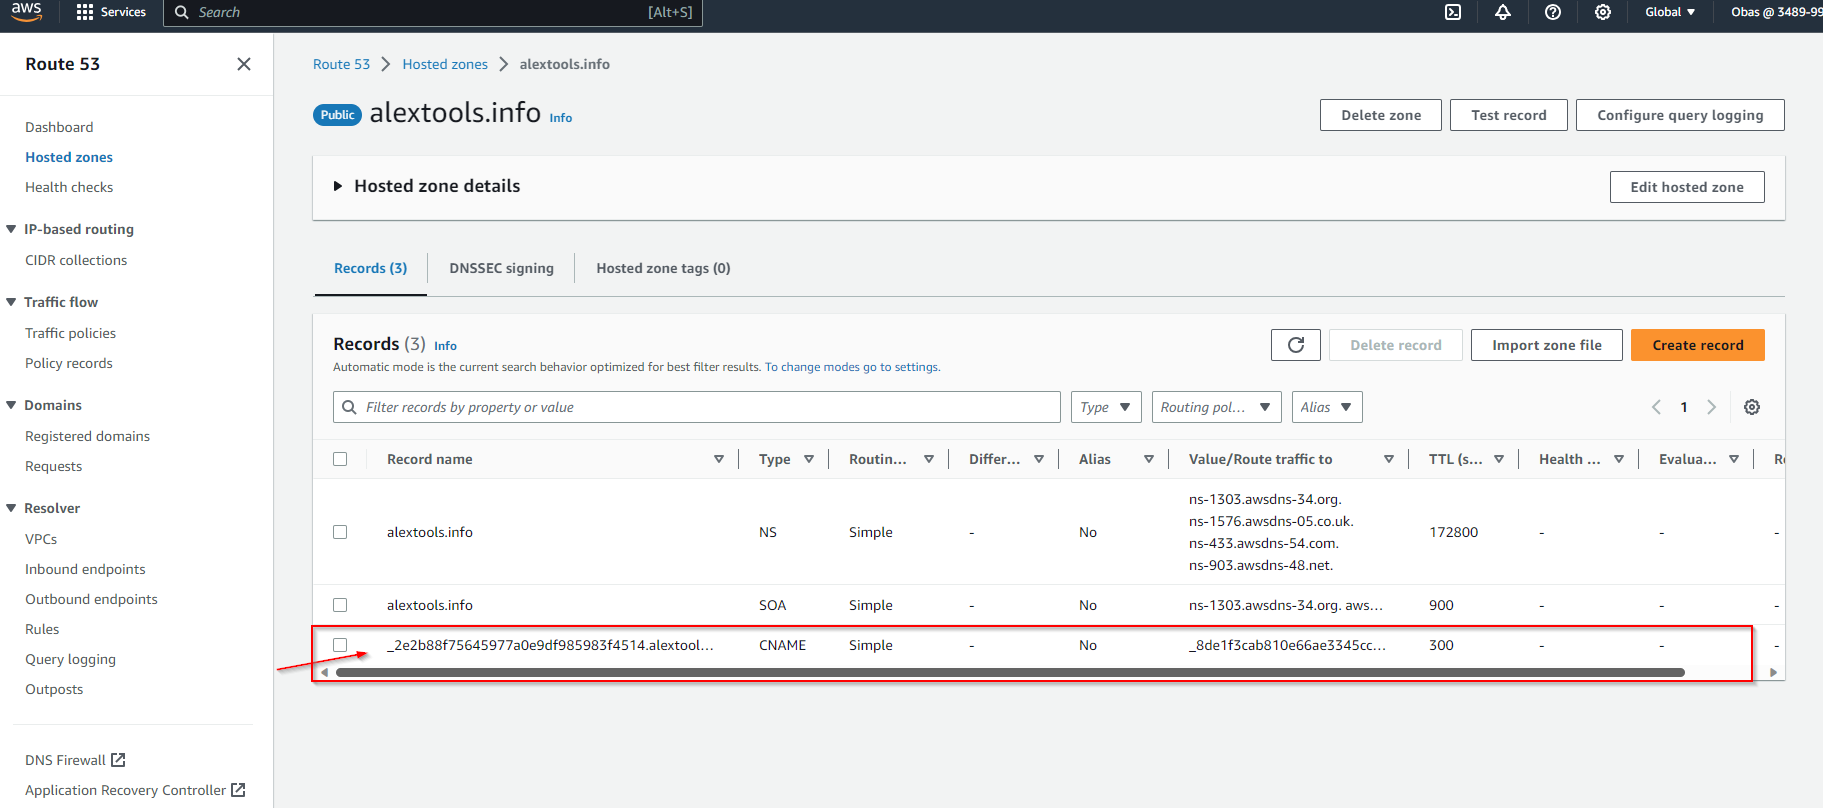 aws
Services
Search
[Alt+S]
Global
Obas @ 3489-99
Route 53
Dashboard
Hosted zones
Health checks
IP-based routing
CIDR collections
Traffic flow
Traffic policies
Policy records
Domains
Registered domains
Requests
Resolver
VPCs
Inbound endpoints
Outbound endpoints
Rules
Query logging
Outposts
DNS Firewall
Application Recovery Controller
Route 53 > Hosted zones > alextools.info
Public alextools.info Info
Delete zone
Test record
Configure query logging
Hosted zone details
Edit hosted zone
Records (3)
DNSSEC signing
Hosted zone tags (0)
Records (3) Info
Automatic mode is the current search behavior optimized for best filter results. To change modes go to settings.
Delete record
Import zone file
Create record
Filter records by property or value
Type
Routing pol...
Alias
1
Record name Type Routin... Differ... Alias Value/Route traffic to TTL (s... Health ... Evalua... Re
alextools.info NS Simple - No ns-1303.awsdns-34.org.
ns-1576.awsdns-05.co.uk.
ns-433.awsdns-54.com.
ns-903.awsdns-48.net.
172800 - - -
alextools.info SOA Simple - No ns-1303.awsdns-34.org. aws... 900 - - -
_2e2b88f75645977a0e9df985983f4514.alextool... CNAME Simple - No _8de1f3cab810e66ae3345cc... 300 - - -